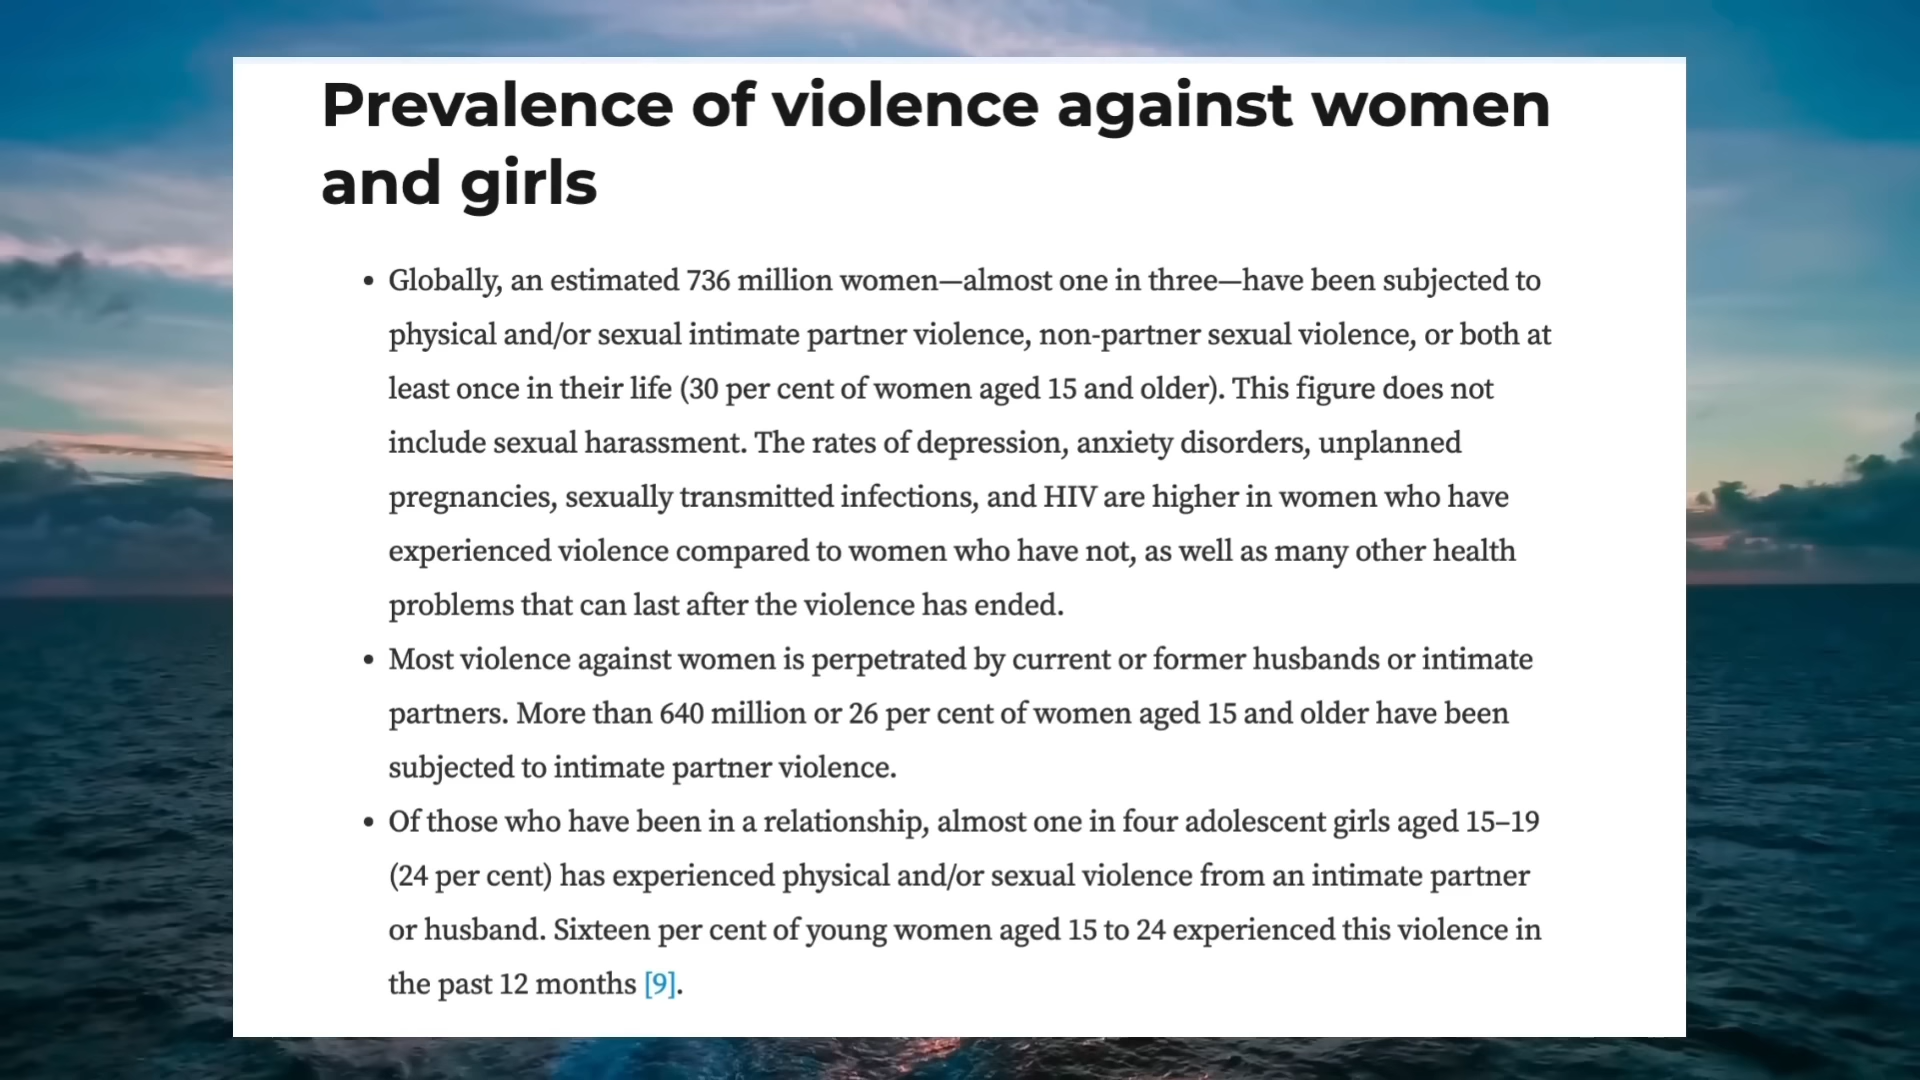 Prevalence of violence against women
and girls
• Globally, an estimated 736 million women—almost one in three—have been subjected to
physical and/or sexual intimate partner violence, non-partner sexual violence, or both at
least once in their life (30 per cent of women aged 15 and older). This figure does not
include sexual harassment. The rates of depression, anxiety disorders, unplanned
pregnancies, sexually transmitted infections, and HIV are higher in women who have
experienced violence compared to women who have not, as well as many other health
problems that can last after the violence has ended.
• Most violence against women is perpetrated by current or former husbands or intimate
partners. More than 640 million or 26 per cent of women aged 15 and older have been
subjected to intimate partner violence.
• Of those who have been in a relationship, almost one in four adolescent girls aged 15–19
(24 per cent) has experienced physical and/or sexual violence from an intimate partner
or husband. Sixteen per cent of young women aged 15 to 24 experienced this violence in
the past 12 months [9].